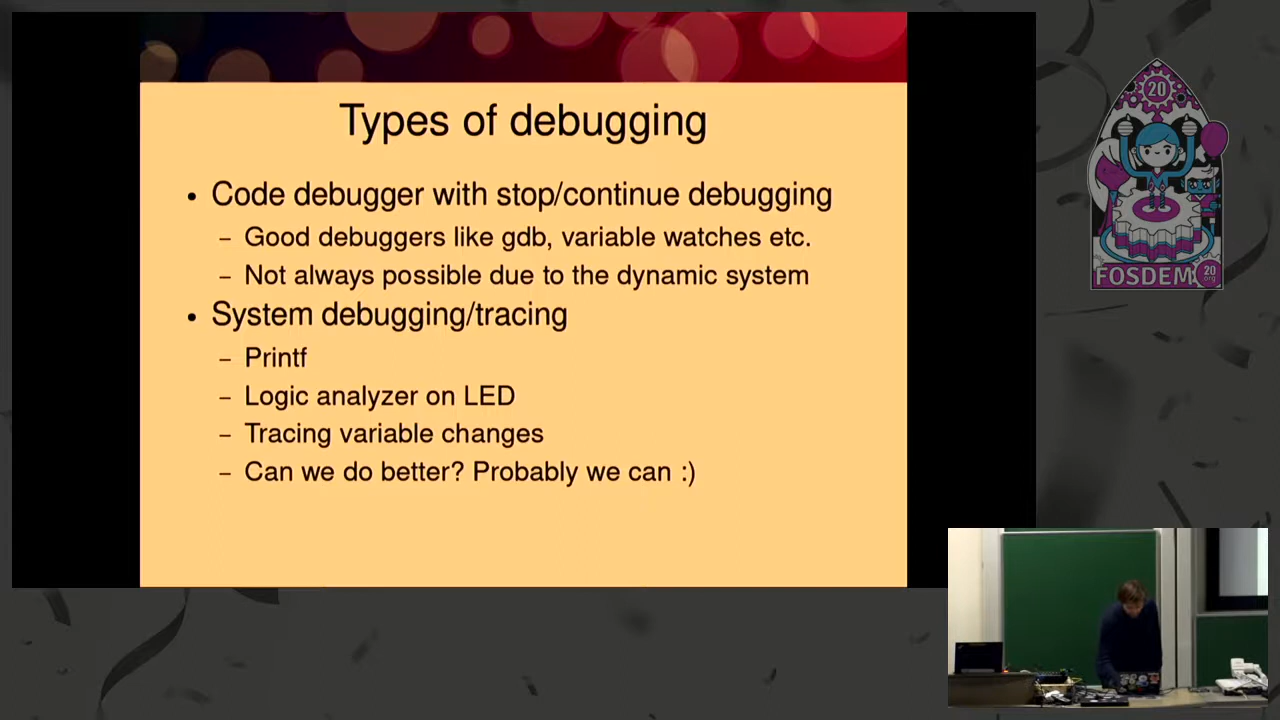 Types of debugging
• Code debugger with stop/continue debugging
– Good debuggers like gdb, variable watches etc.
– Not always possible due to the dynamic system
• System debugging/tracing
– Printf
– Logic analyzer on LED
– Tracing variable changes
– Can we do better? Probably we can :)
20
FOSDEM
20
org